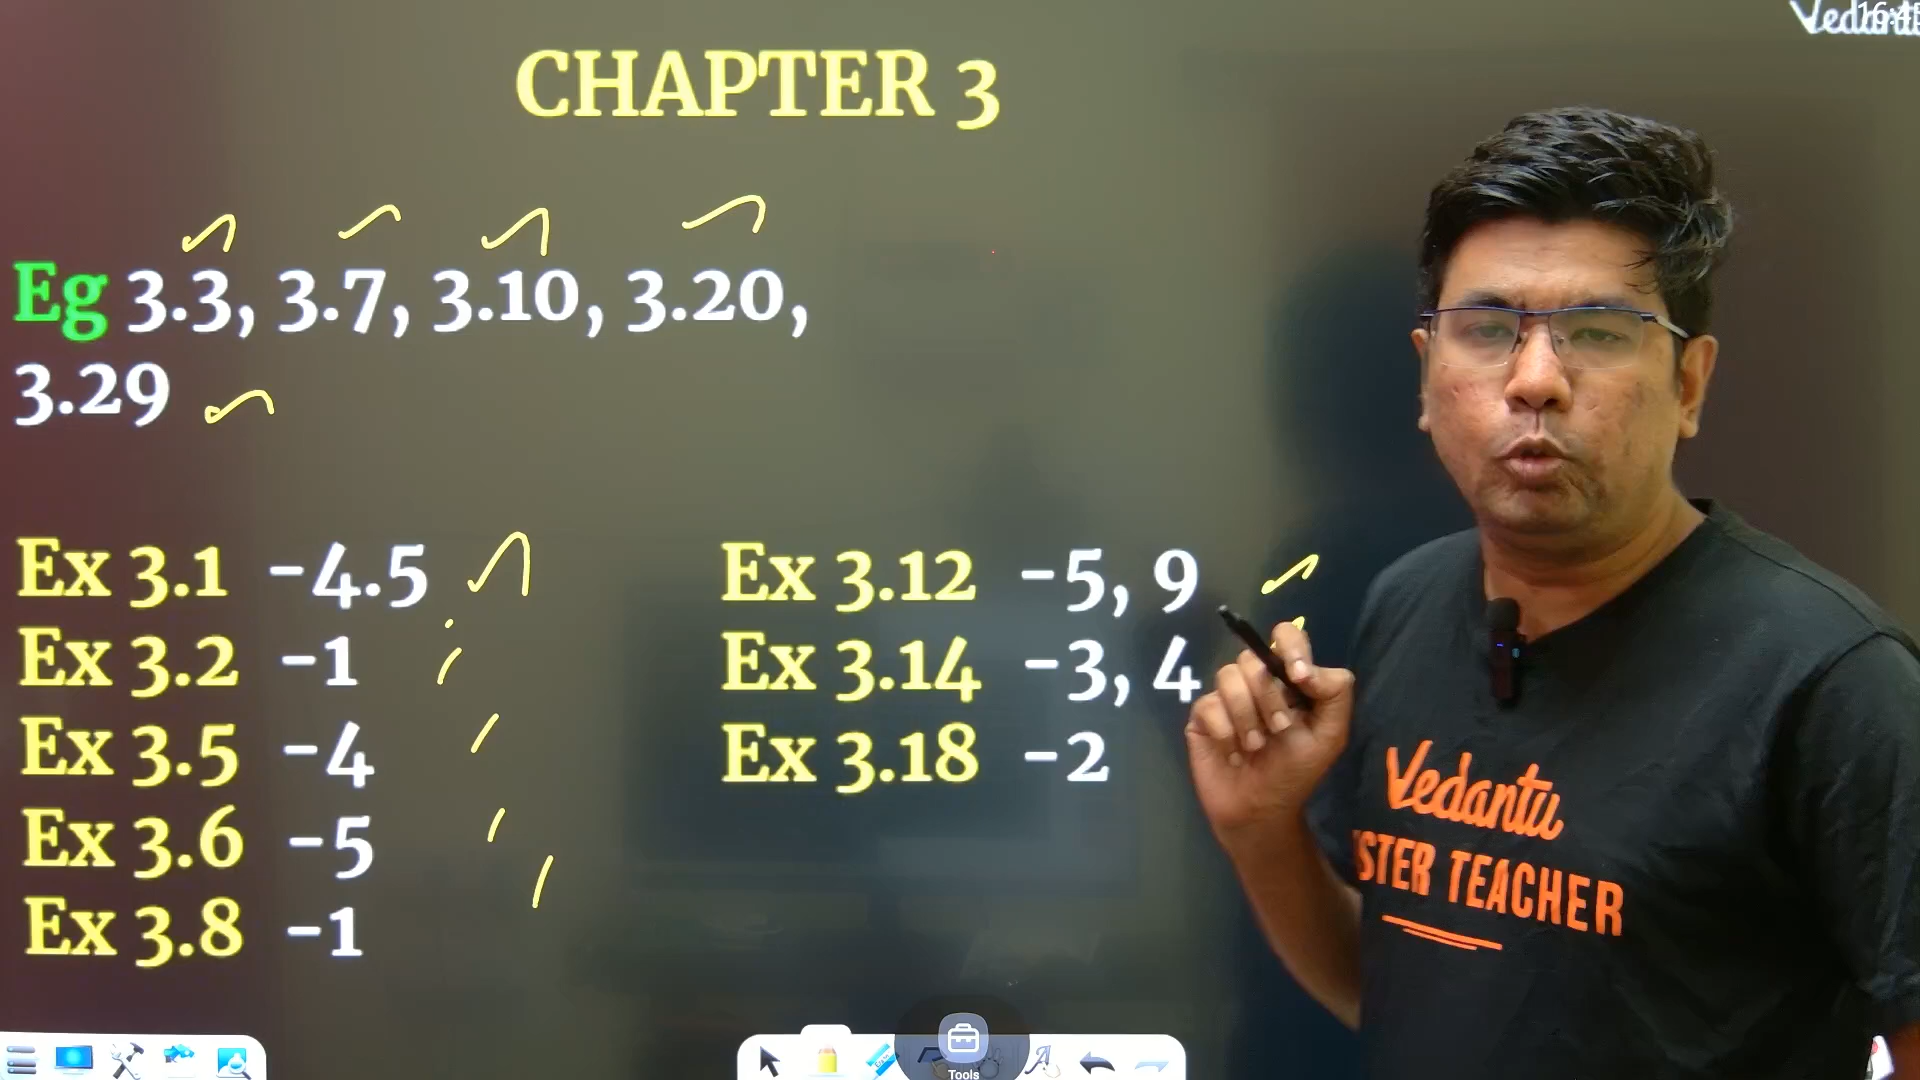 Vedantu
CHAPTER 3
Eg 3.3, 3.7, 3.10, 3.20,
3.29
Ex 3.1 -4.5
Ex 3.2 -1
Ex 3.5 -4
Ex 3.6 -5
Ex 3.8 -1
Ex 3.12 -5, 9
Ex 3.14 -3, 4
Ex 3.18 -2
Vedantu
STER TEACHER
Tools